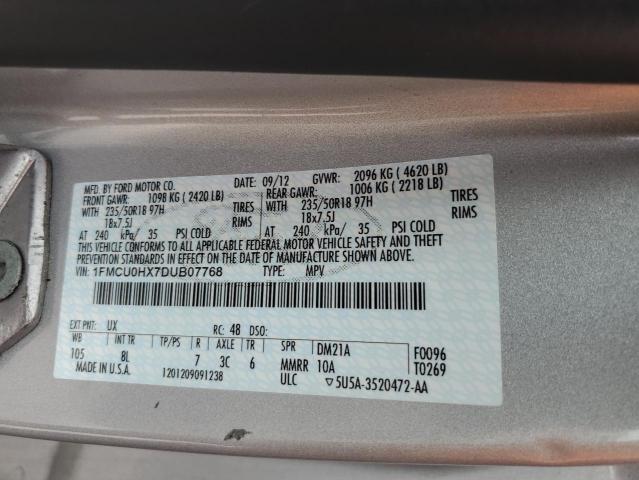 MFD. BY FORD MOTOR CO. DATE: 09/12 GVWR: 2096 KG ( 4620 LB)
FRONT GAWR: 1098 KG ( 2420 LB) REAR GAWR: 1006 KG ( 2218 LB)
WITH 235/50R18 97H TIRES WITH 235/50R18 97H TIRES
18x7.5J RIMS 18x7.5J RIMS
AT 240 kPa/ 35 PSI COLD AT 240 kPa/ 35 PSI COLD
THIS VEHICLE CONFORMS TO ALL APPLICABLE FEDERAL MOTOR VEHICLE SAFETY AND THEFT
PREVENTION STANDARDS IN EFFECT ON THE DATE OF MANUFACTURE SHOWN ABOVE.
VIN: 1FMCU0HX7DUB07768 TYPE: MPV
EXT PNT: UX RC: 48 DSO:
WB INT TR TP/PS R AXLE TR SPR DM21A F0096
105 8L 7 3C 6 MMRR 10A T0269
MADE IN U.S.A. 1201209091238 ULC 5U5A-3520472-AA